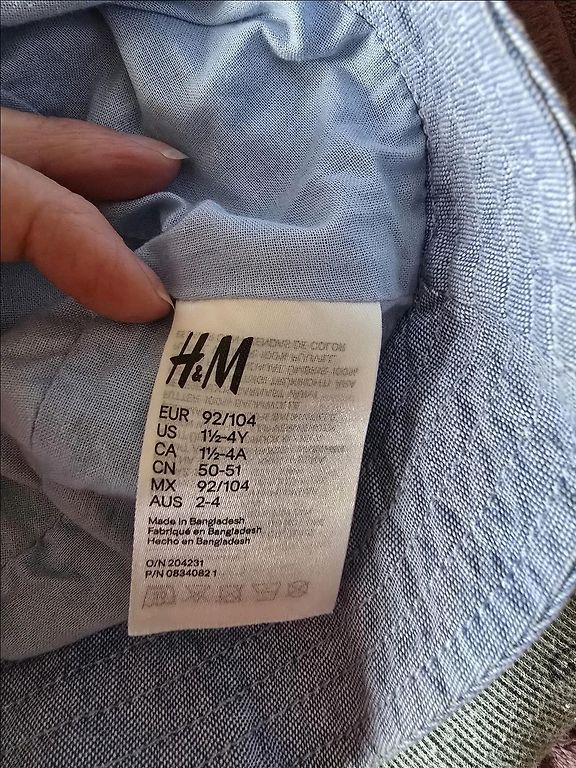 H&M
EUR 92/104
US 1½-4Y
CA 1½-4A
CN 50-51
MX 92/104
AUS 2-4
Made in Bangladesh
Fabriqué en Bangladesh
Hecho en Bangladesh
O/N 204231
P/N 0834082 1